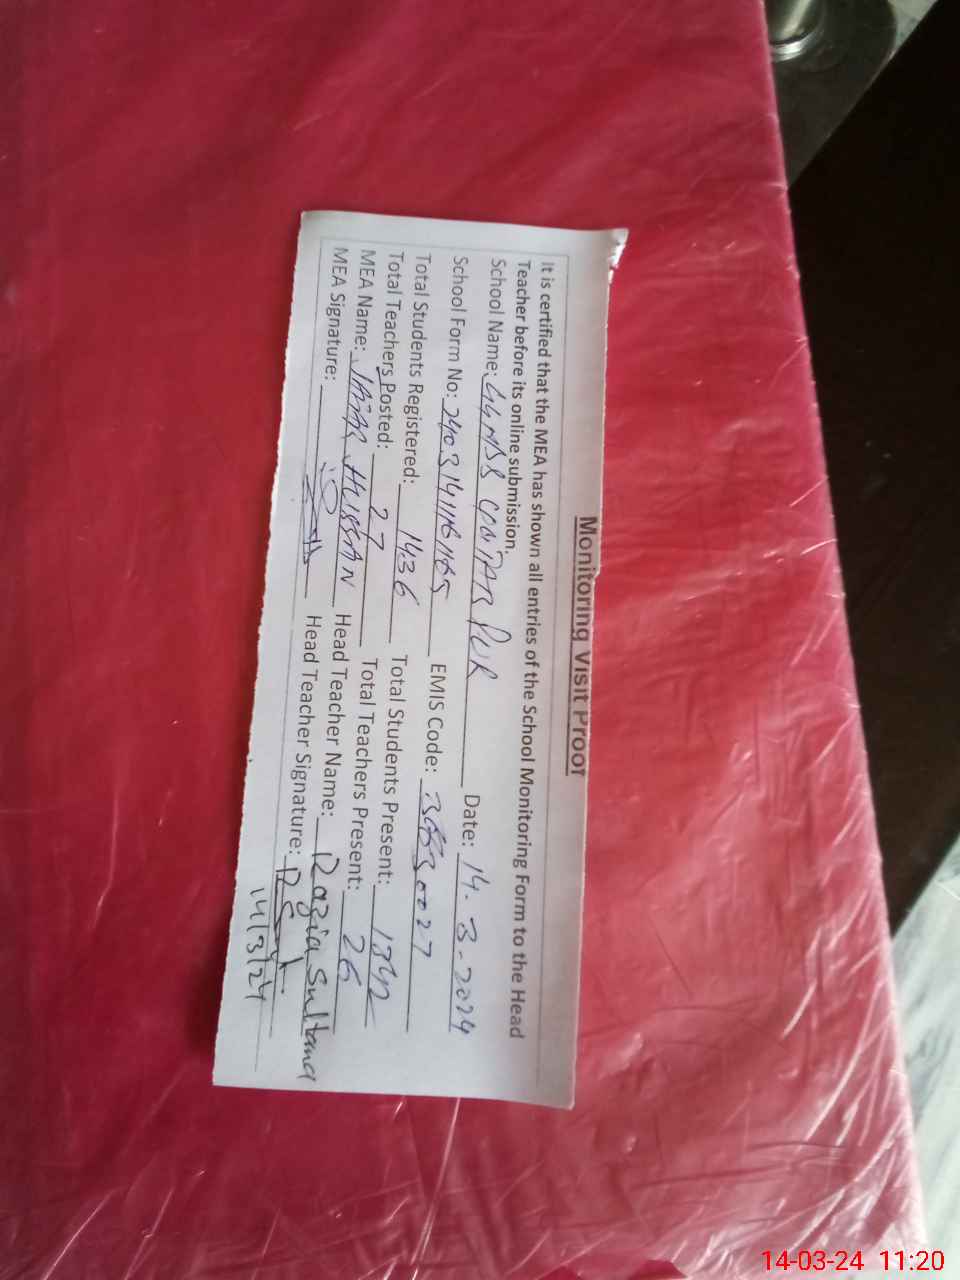 Monitoring Visit Proof
It is certified that the MEA has shown all entries of the School Monitoring Form to the Head
Teacher before its online submission.
School Name: PUR Date: 14-3-2024
School Form No: EMIS Code:
Total Students Registered: 1436 Total Students Present: 1342
Total Teachers Posted: 27 Total Teachers Present: 26
MEA Name: HUSSAN Head Teacher Name: Razia Sultana
MEA Signature: Head Teacher Signature:
14/3/24
14-03-24 11:20